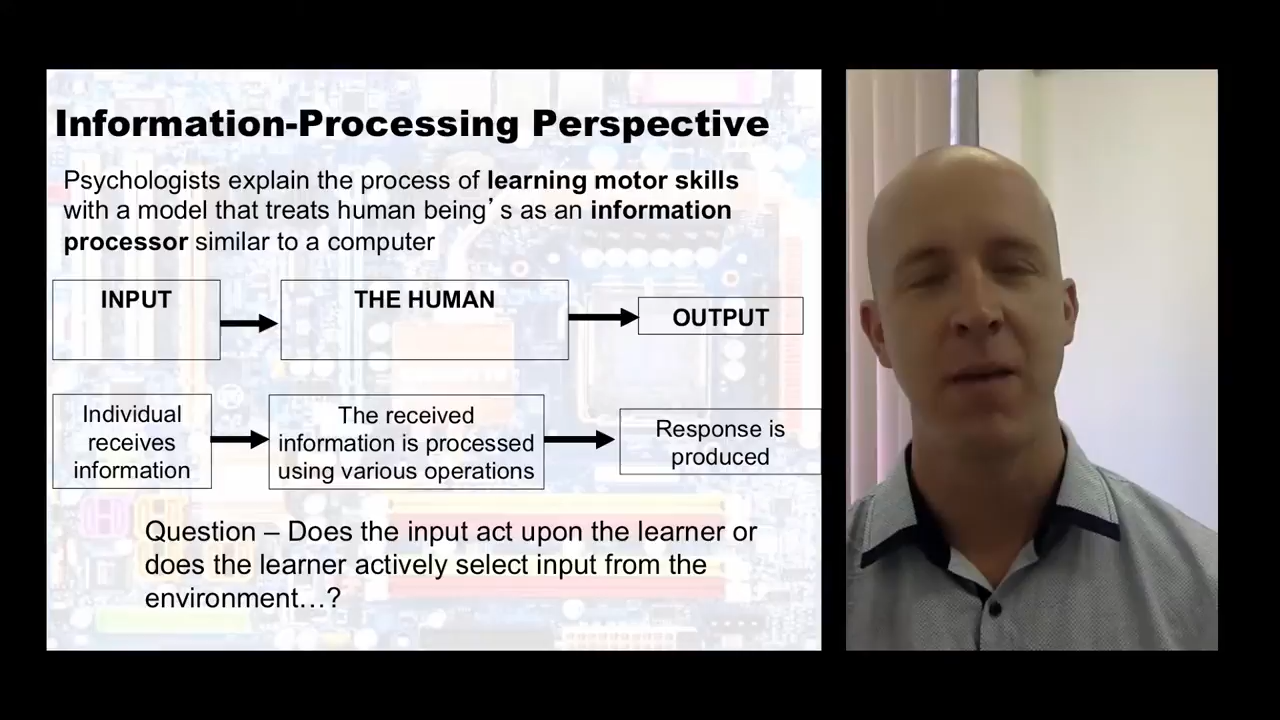 Information-Processing Perspective
Psychologists explain the process of learning motor skills
with a model that treats human being’s as an information
processor similar to a computer
INPUT
THE HUMAN
OUTPUT
Individual
receives
information
The received
information is processed
using various operations
Response is
produced
Question – Does the input act upon the learner or
does the learner actively select input from the
environment…?